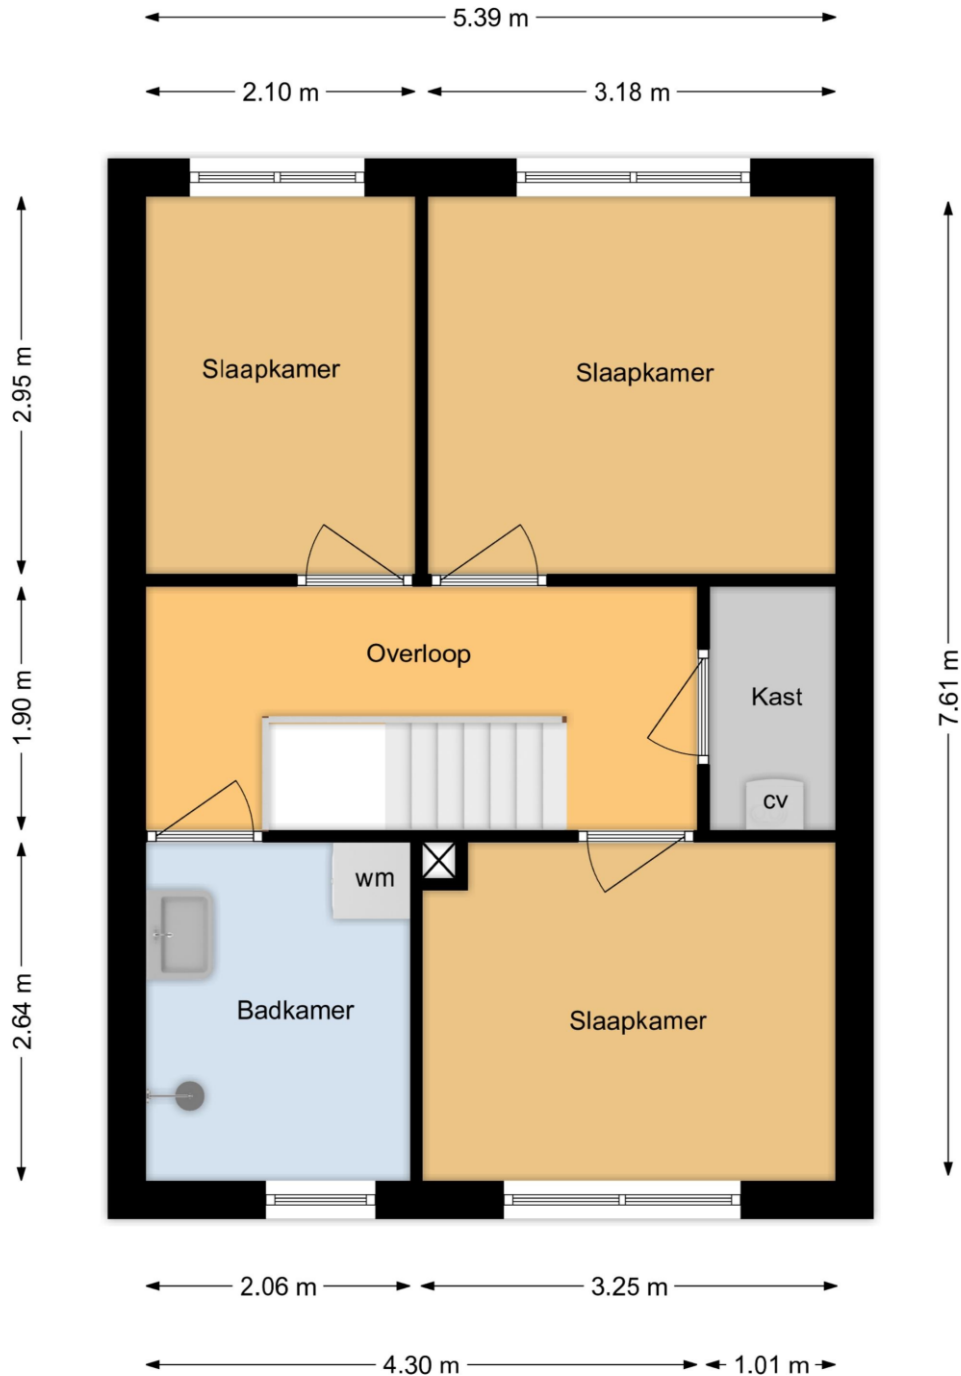 5.39 m
2.10 m
3.18 m
2.95 m
Slaapkamer
Slaapkamer
1.90 m
Overloop
Kast
7.61 m
cv
wm
2.64 m
Badkamer
Slaapkamer
2.06 m
3.25 m
4.30 m
1.01 m